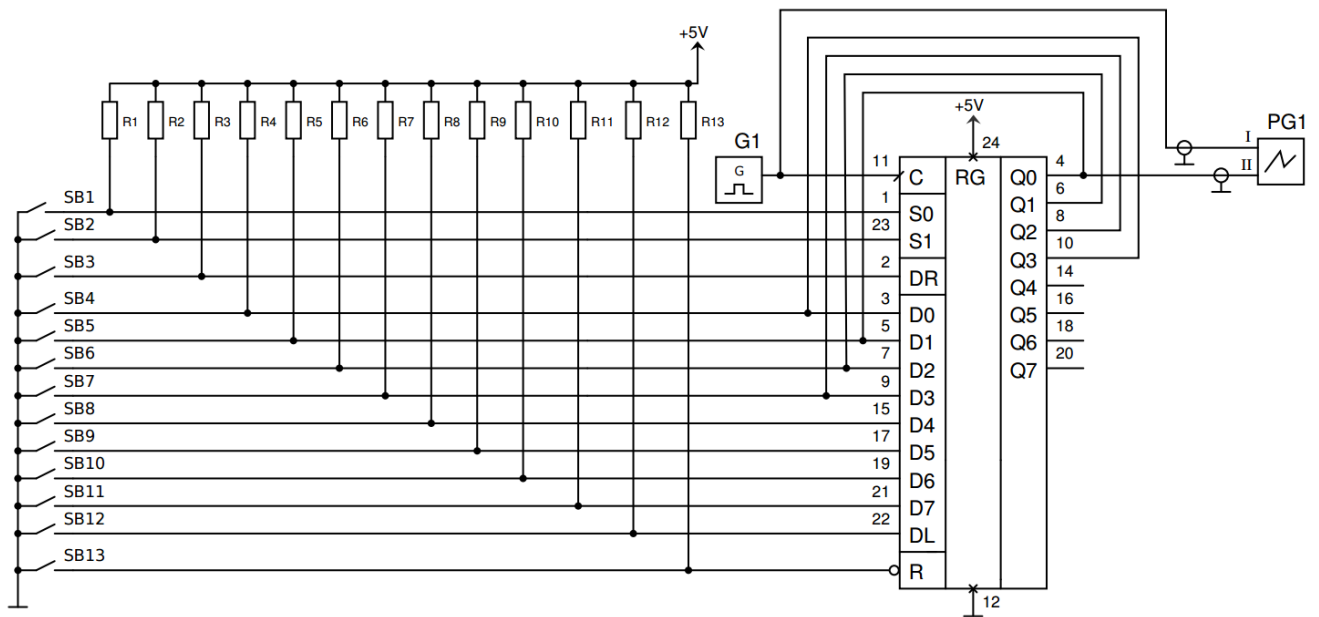 +5V
R1 R2 R3 R4 R5 R6 R7 R8 R9 R10 R11 R12 R13
G1
G
+5V
24
PG1
I
II
11 C RG Q0 4
SB1 1 S0 Q1 6
SB2 23 S1 Q2 8
SB3 2 DR Q3 10
SB4 3 D0 Q4 14
SB5 5 D1 Q5 16
SB6 7 D2 Q6 18
SB7 9 D3 Q7 20
SB8 15 D4
SB9 17 D5
SB10 19 D6
SB11 21 D7
SB12 22 DL
SB13 R
12